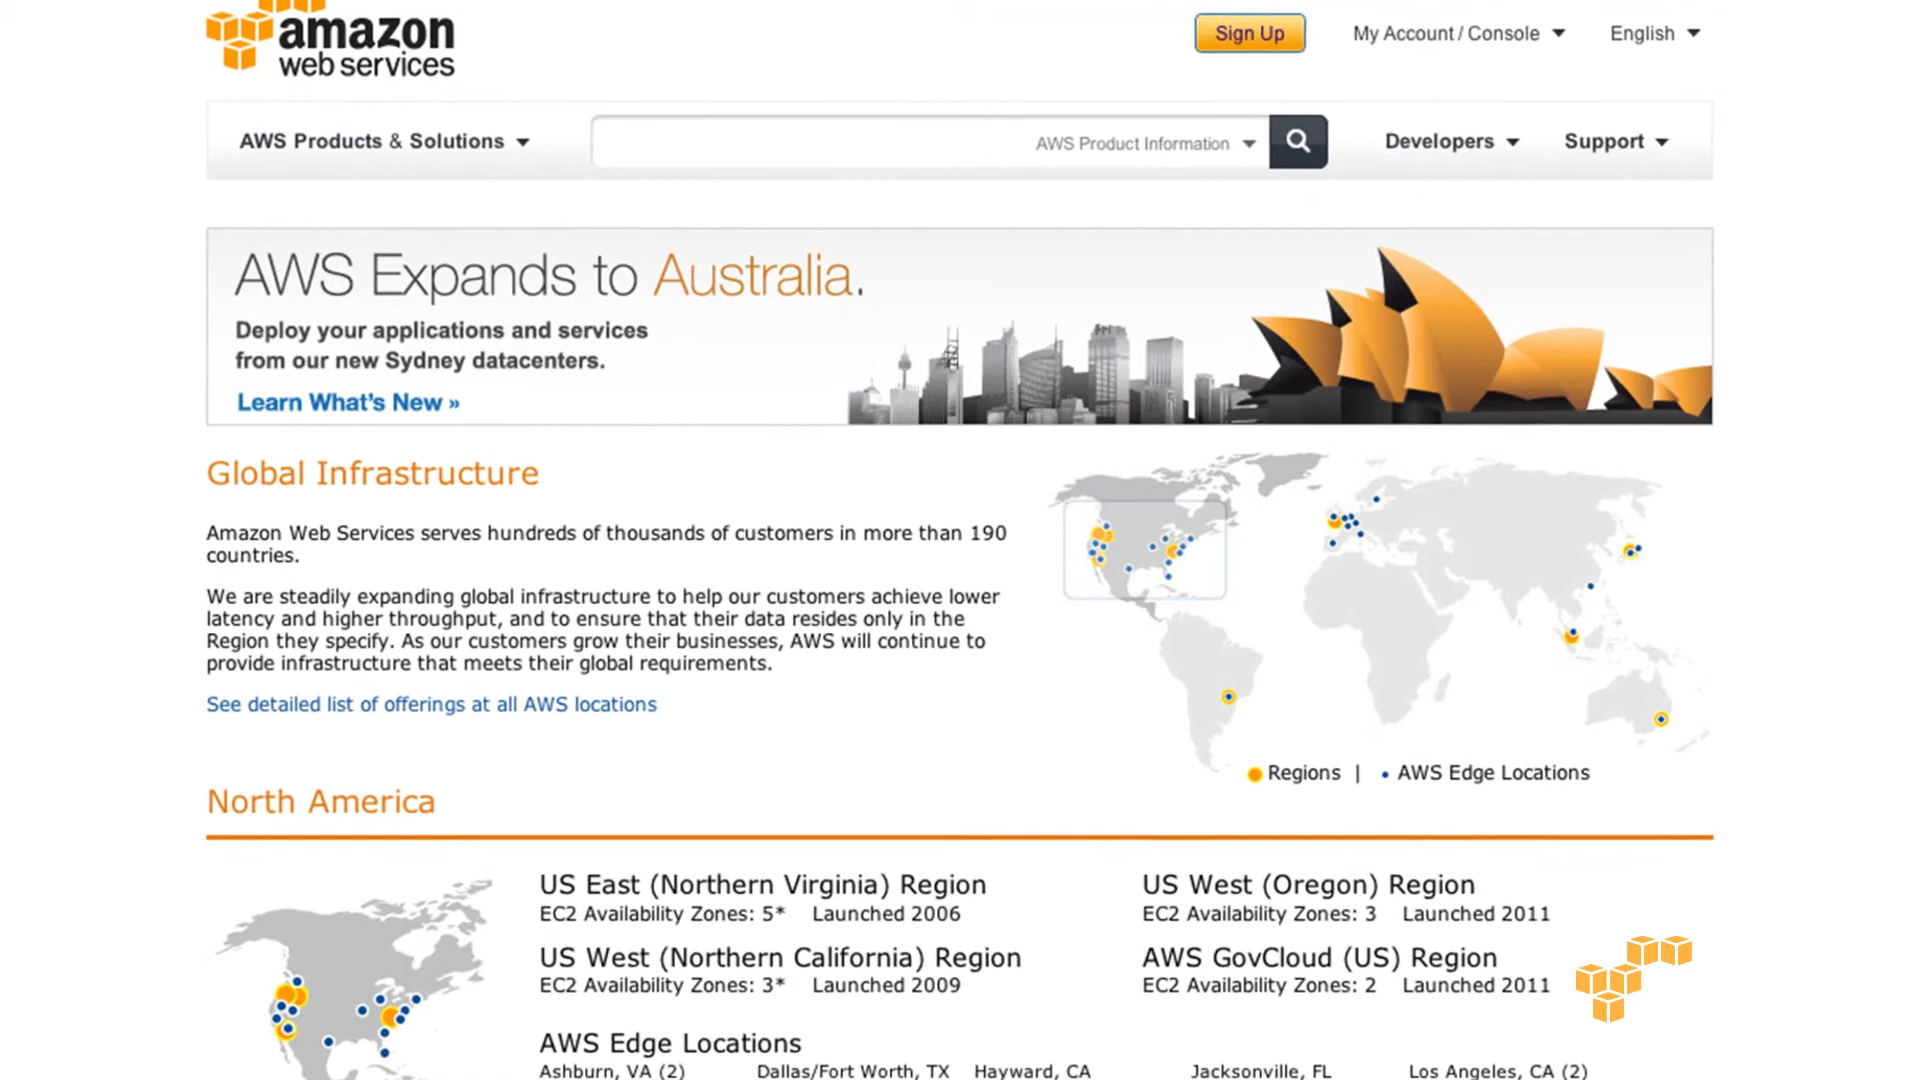 amazon
web services
Sign Up
My Account / Console
English
AWS Products & Solutions
AWS Product Information
Developers
Support
AWS Expands to Australia.
Deploy your applications and services
from our new Sydney datacenters.
Learn What's New »
Global Infrastructure
Amazon Web Services serves hundreds of thousands of customers in more than 190
countries.
We are steadily expanding global infrastructure to help our customers achieve lower
latency and higher throughput, and to ensure that their data resides only in the
Region they specify. As our customers grow their businesses, AWS will continue to
provide infrastructure that meets their global requirements.
See detailed list of offerings at all AWS locations
Regions | AWS Edge Locations
North America
US East (Northern Virginia) Region
EC2 Availability Zones: 5* Launched 2006
US West (Northern California) Region
EC2 Availability Zones: 3* Launched 2009
US West (Oregon) Region
EC2 Availability Zones: 3 Launched 2011
AWS GovCloud (US) Region
EC2 Availability Zones: 2 Launched 2011
AWS Edge Locations
Ashburn, VA (2) Dallas/Fort Worth, TX Hayward, CA Jacksonville, FL Los Angeles, CA (2)